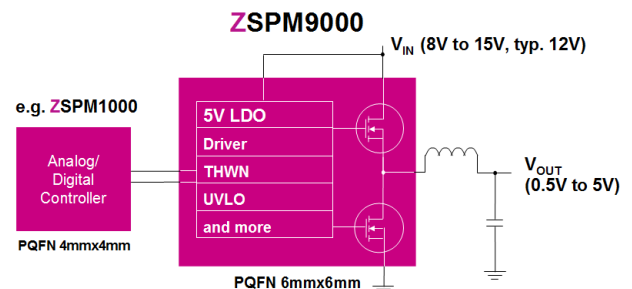 ZSPM9000
VIN (8V to 15V, typ. 12V)
e.g. ZSPM1000
5V LDO
Driver
THWN
UVLO
and more
Analog/
Digital
Controller
VOUT
(0.5V to 5V)
PQFN 4mmx4mm
PQFN 6mmx6mm